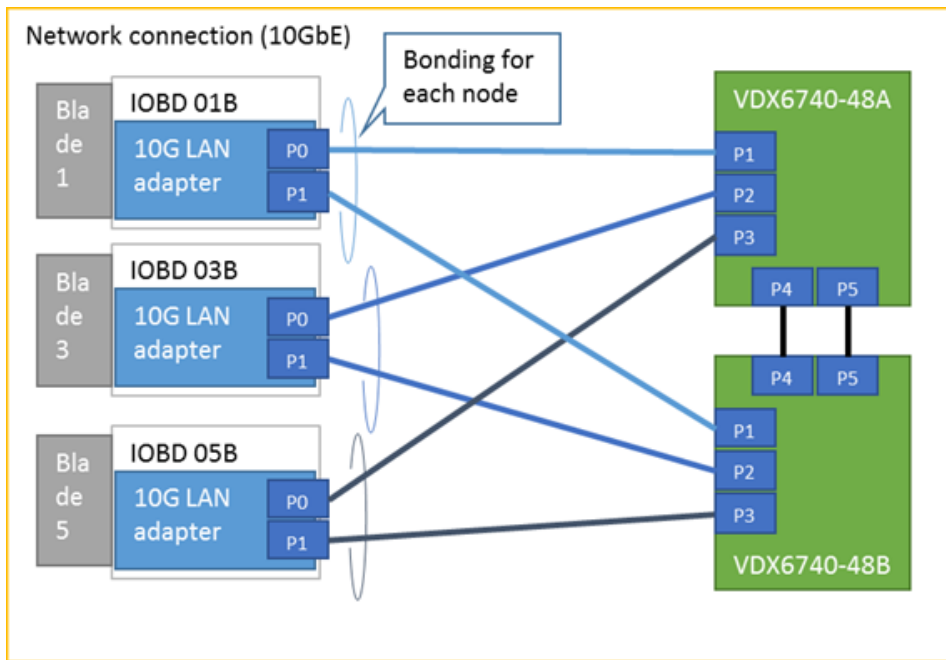 Network connection (10GbE)
Bonding for
each node
Bla
de
1
IOBD 01B
10G LAN
adapter
P0
P1
Bla
de
3
IOBD 03B
10G LAN
adapter
P0
P1
Bla
de
5
IOBD 05B
10G LAN
adapter
P0
P1
VDX6740-48A
P1
P2
P3
P4 P5
P4 P5
P1
P2
P3
VDX6740-48B